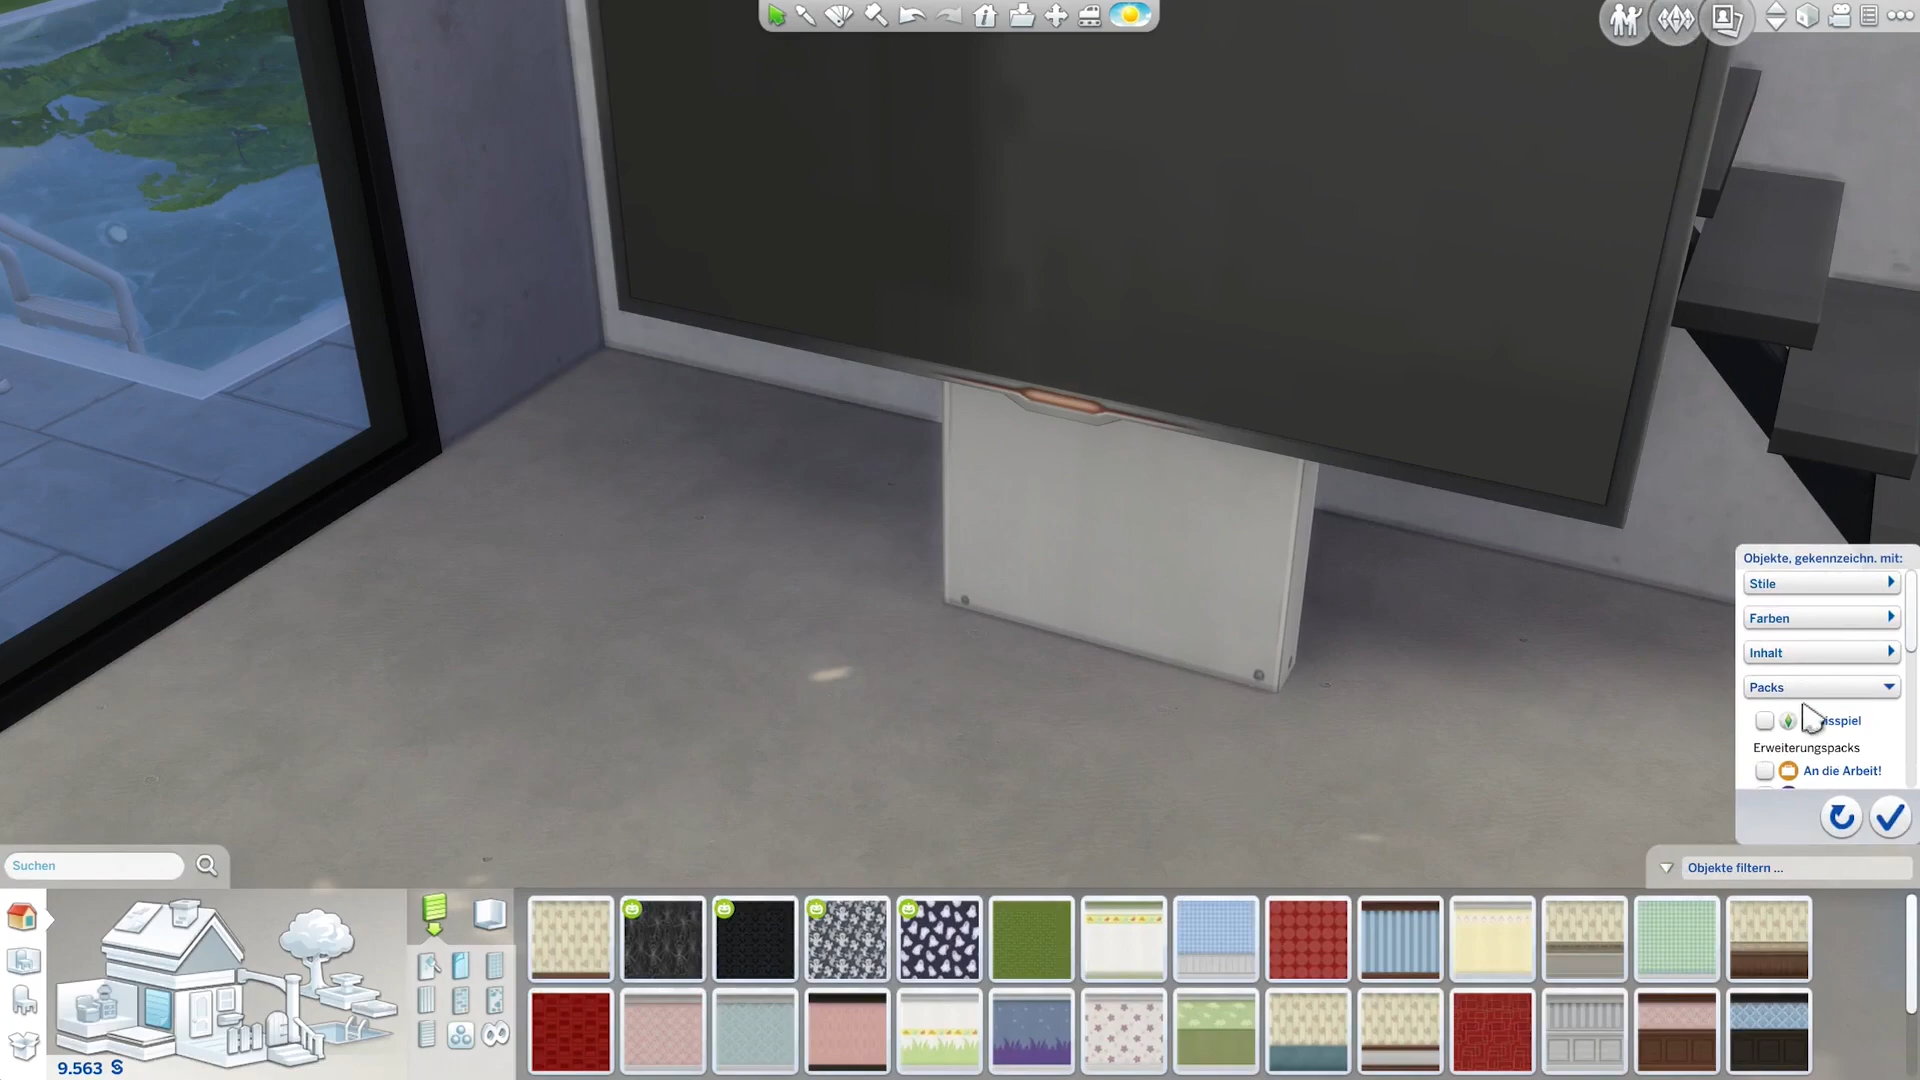 Objekte, gekennzeichn. mit:
Stile
Farben
Inhalt
Packs
Erweiterungspacks
An die Arbeit!
Suchen
Objekte filtern ...
9.563 S